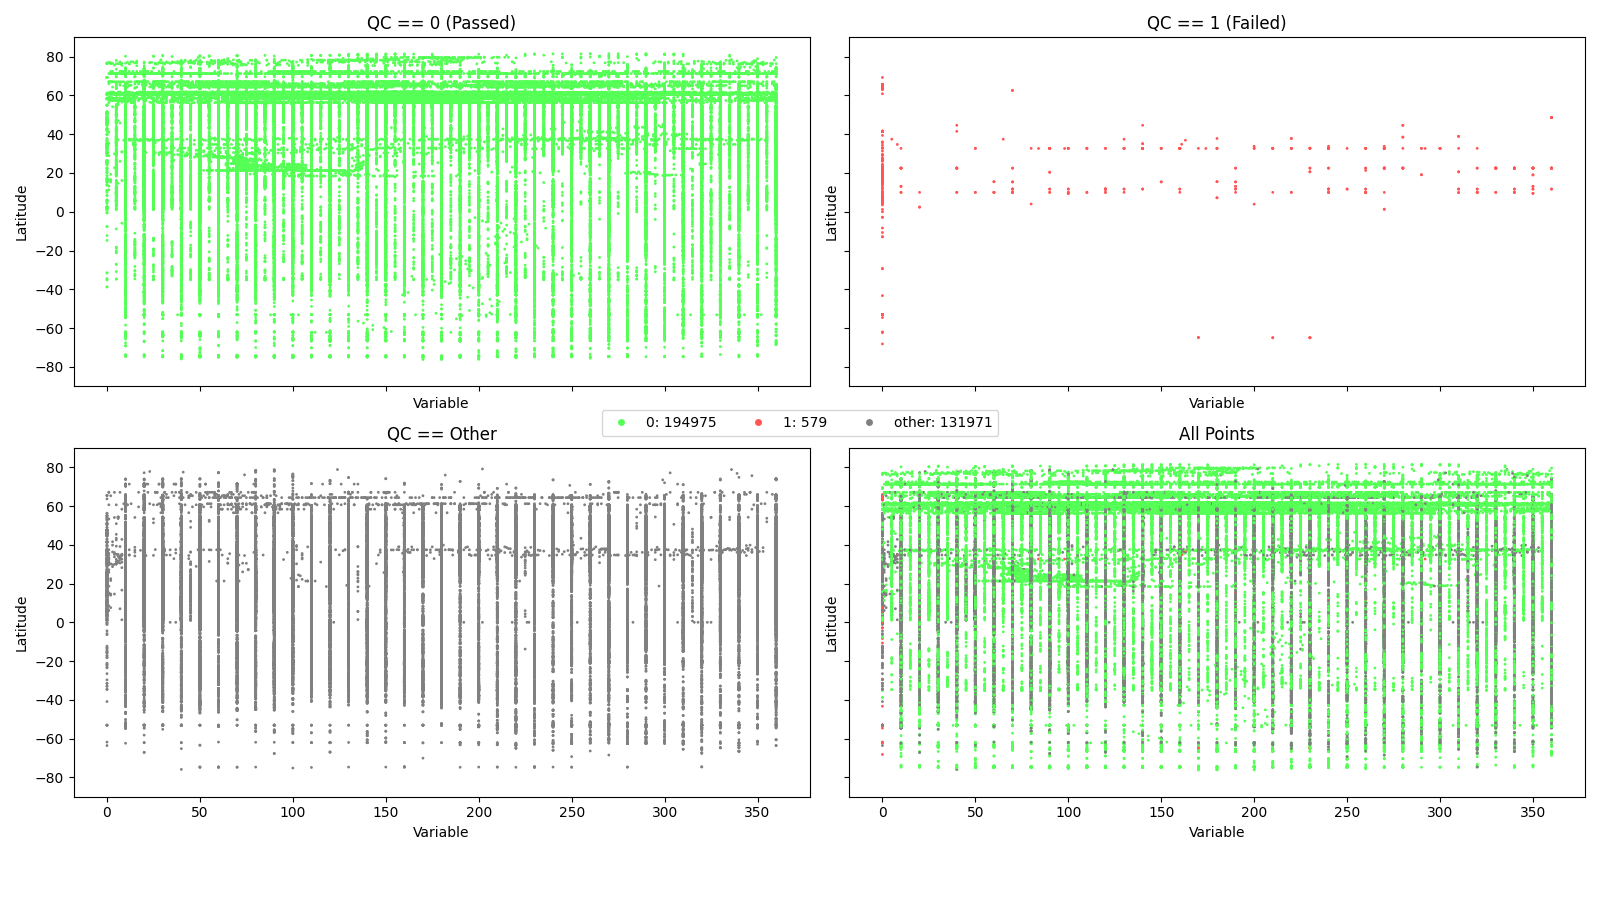 QC == 0 (Passed)
QC == 1 (Failed)
80
60
40
20
0
−20
−40
−60
−80
Latitude
Latitude
Variable
Variable
0: 194975 1: 579 other: 131971
QC == Other
All Points
80
60
40
20
0
−20
−40
−60
−80
Latitude
Latitude
0 50 100 150 200 250 300 350
0 50 100 150 200 250 300 350
Variable
Variable